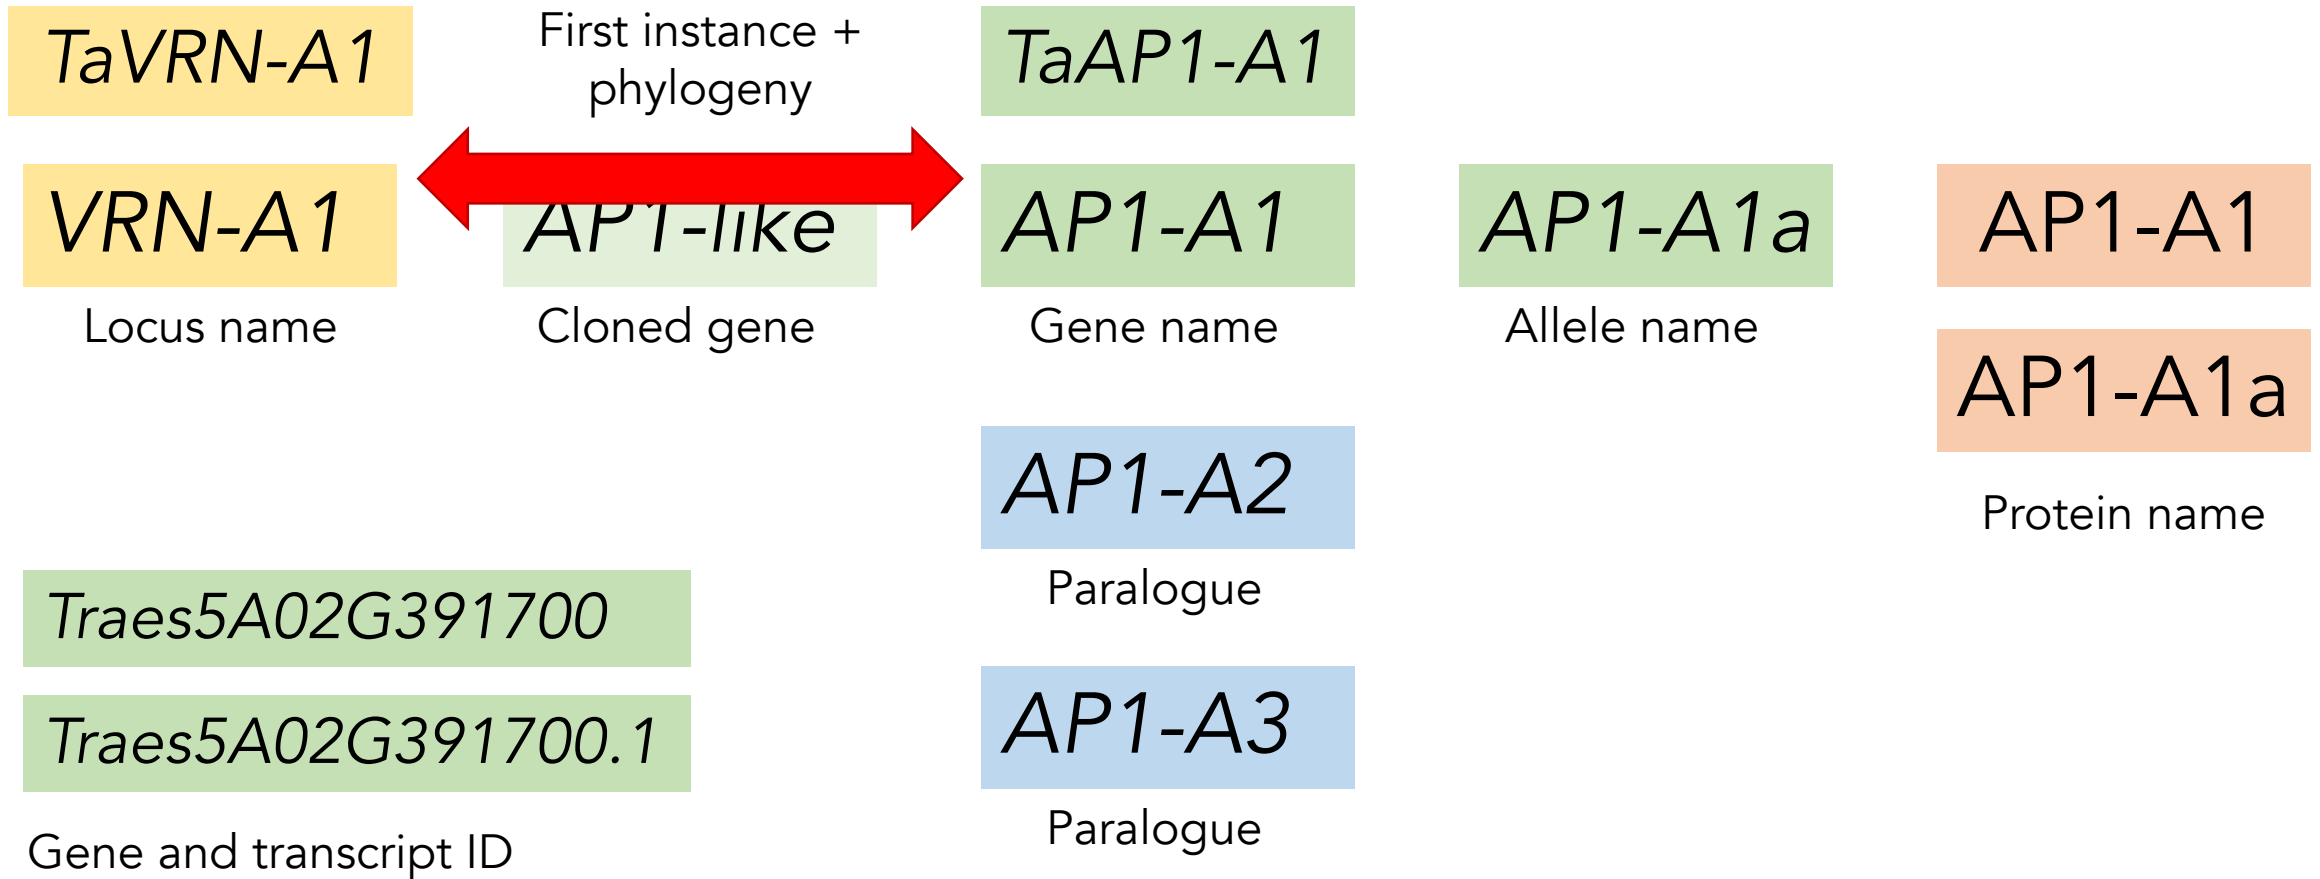 TaVRN-A1
First instance +
phylogeny
TaAP1-A1
VRN-A1
AP1-like
AP1-A1
AP1-A1a
AP1-A1
Locus name
Cloned gene
Gene name
Allele name
AP1-A1a
Protein name
AP1-A2
Paralogue
Traes5A02G391700
Traes5A02G391700.1
AP1-A3
Paralogue
Gene and transcript ID